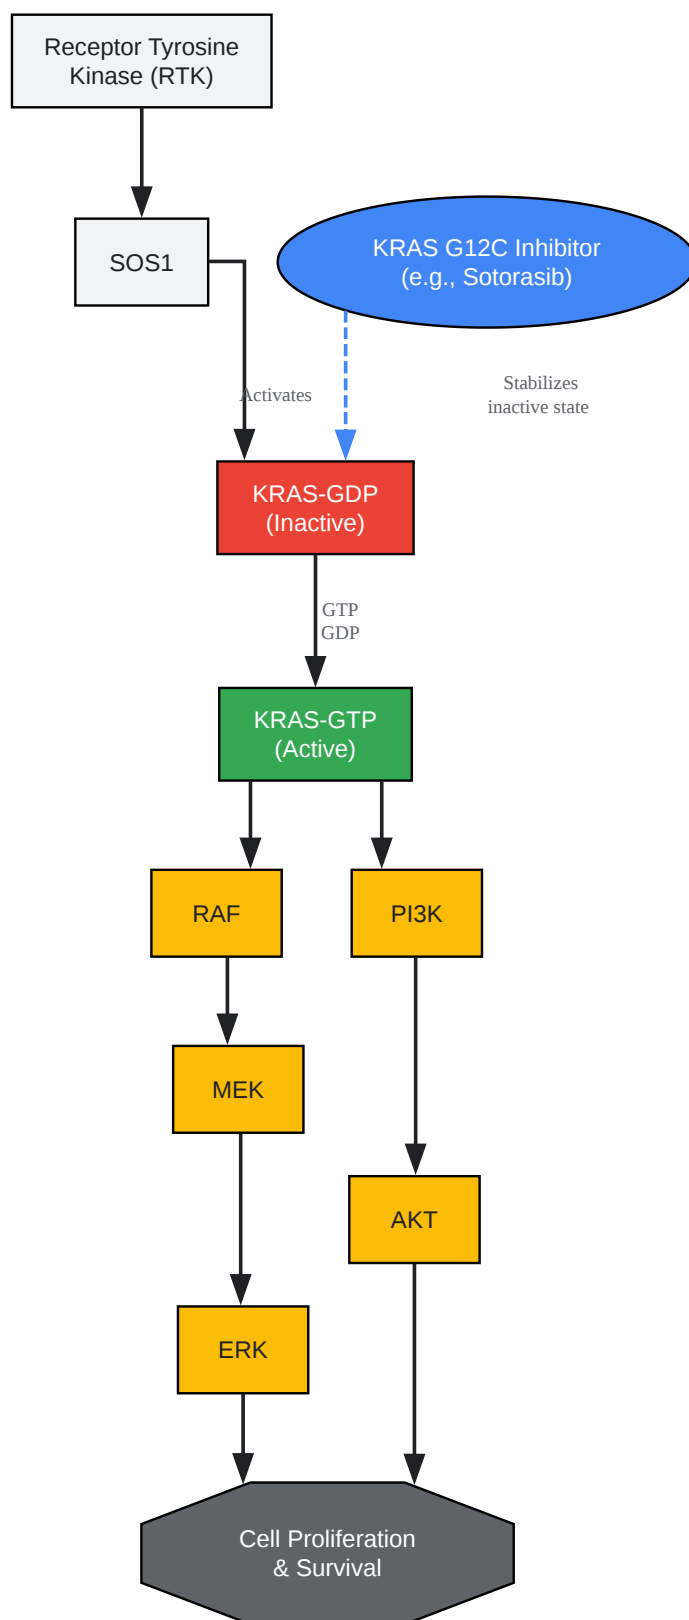 Receptor Tyrosine
Kinase (RTK)
SOS1
KRAS G12C Inhibitor
(e.g., Sotorasib)
Activates
Stabilizes
inactive state
KRAS-GDP
(Inactive)
GTP
GDP
KRAS-GTP
(Active)
RAF
PI3K
MEK
AKT
ERK
Cell Proliferation
& Survival